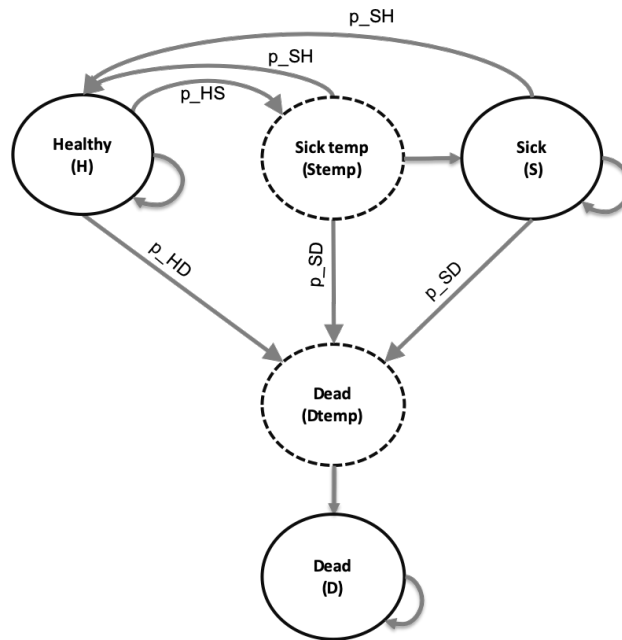 p_SH
p_SH
p_HS
Healthy
(H)
Sick temp
(Stemp)
Sick
(S)
p_HD
p_SD
p_SD
Dead
(Dtemp)
Dead
(D)